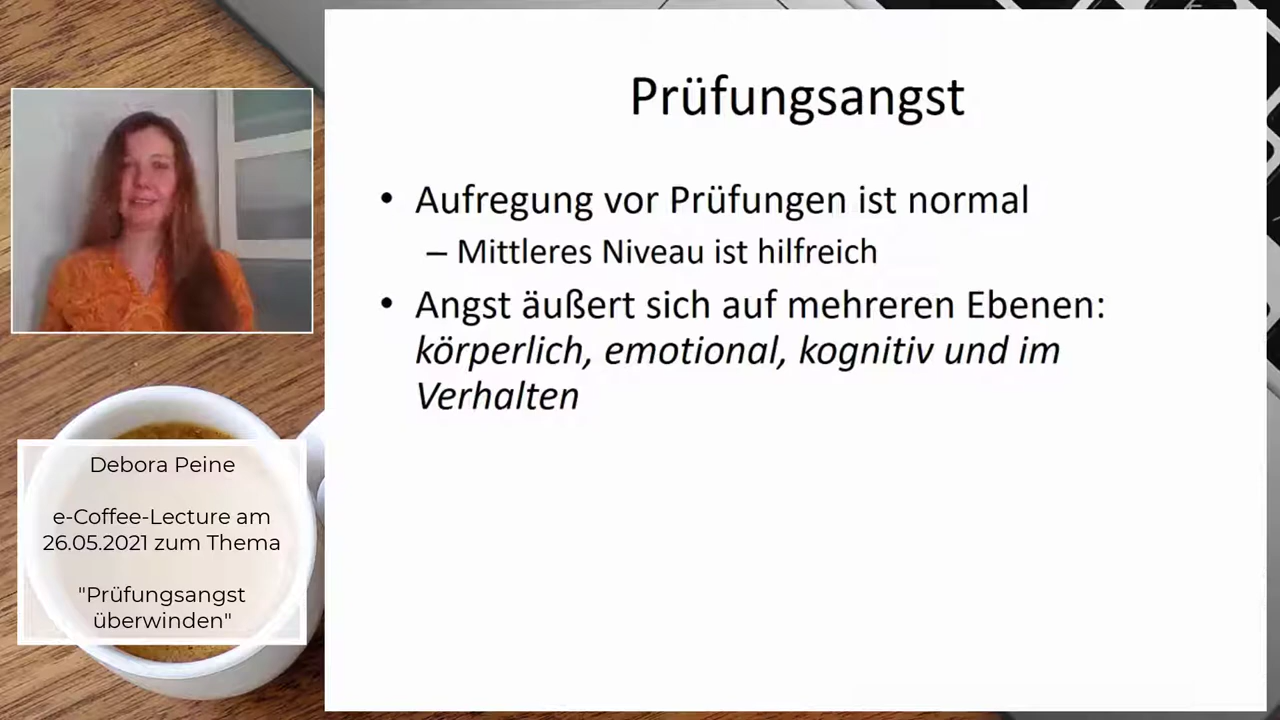 Prüfungsangst
• Aufregung vor Prüfungen ist normal
– Mittleres Niveau ist hilfreich
• Angst äußert sich auf mehreren Ebenen:
körperlich, emotional, kognitiv und im
Verhalten
Debora Peine
e-Coffee-Lecture am
26.05.2021 zum Thema
"Prüfungsangst
überwinden"